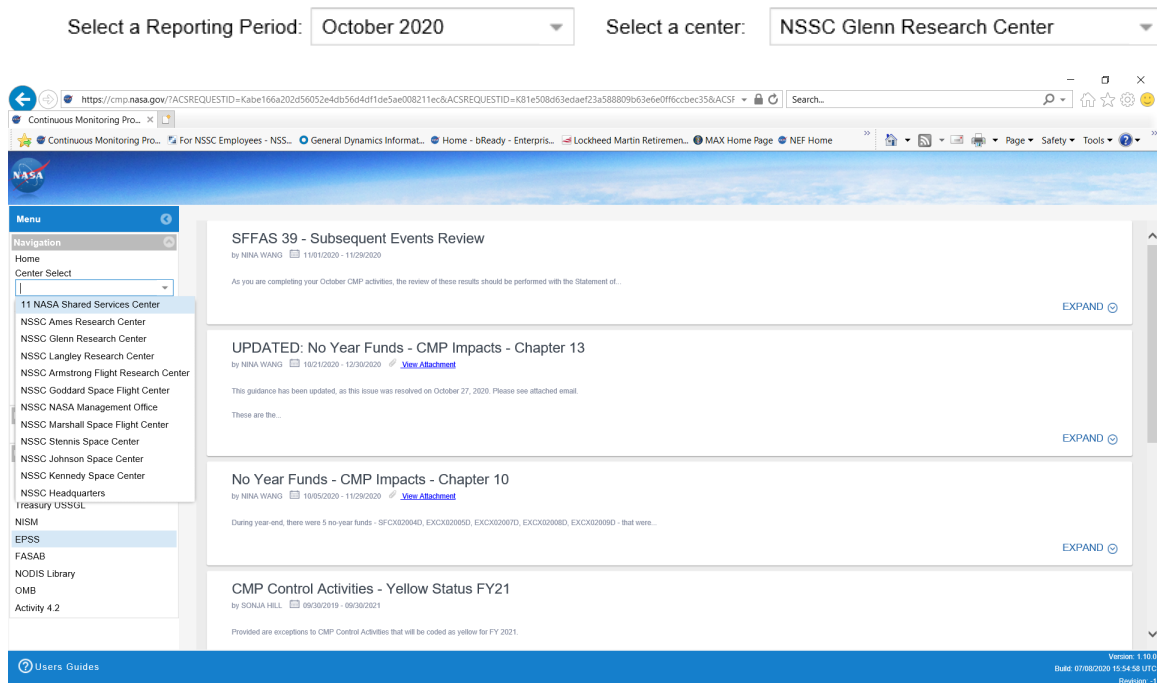 Select a Reporting Period: October 2020 Select a center: NSSC Glenn Research Center
https://cmp.nasa.gov/?ACSREQUESTID=Kabe166a202d56052e4db56d4df1de5ae008211ec&ACSREQUESTID=K81e508d63edaef23a588809b63e6e0ff6ccbec35&ACSF Search...
Continuous Monitoring Pro...
Continuous Monitoring Pro... For NSSC Employees - NSS... General Dynamics Informat... Home - bReady - Enterpris... Lockheed Martin Retiremen... MAX Home Page NEF Home » Page Safety Tools »
NASA
Menu
Navigation
Home
Center Select
11 NASA Shared Services Center
NSSC Ames Research Center
NSSC Glenn Research Center
NSSC Langley Research Center
NSSC Armstrong Flight Research Center
NSSC Goddard Space Flight Center
NSSC NASA Management Office
NSSC Marshall Space Flight Center
NSSC Stennis Space Center
NSSC Johnson Space Center
NSSC Kennedy Space Center
NSSC Headquarters
Treasury USSGL
NISM
EPSS
FASAB
NODIS Library
OMB
Activity 4.2
SFFAS 39 - Subsequent Events Review
by NINA WANG 11/01/2020 - 11/29/2020
As you are completing your October CMP activities, the review of these results should be performed with the Statement of...
EXPAND
UPDATED: No Year Funds - CMP Impacts - Chapter 13
by NINA WANG 10/21/2020 - 12/30/2020 View Attachment
This guidance has been updated, as this issue was resolved on October 27, 2020. Please see attached email.
These are the...
EXPAND
No Year Funds - CMP Impacts - Chapter 10
by NINA WANG 10/05/2020 - 11/29/2020 View Attachment
During year-end, there were 5 no-year funds - SFCX02004D, EXCX02005D, EXCX02007D, EXCX02008D, EXCX02009D - that were...
EXPAND
CMP Control Activities - Yellow Status FY21
by SONJA HILL 09/30/2019 - 09/30/2021
Provided are exceptions to CMP Control Activities that will be coded as yellow for FY 2021.
Users Guides
Version: 1.10.0
Build: 07/08/2020 15:54:58 UTC
Revision: -1